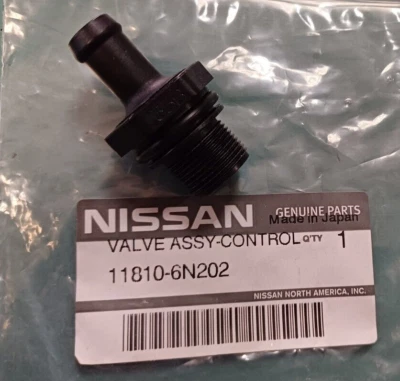 NISSAN GENUINE PARTS
Made in Japan
VALVE ASSY-CONTROL Q'TY 1
11810-6N202
NISSAN NORTH AMERICA, INC.